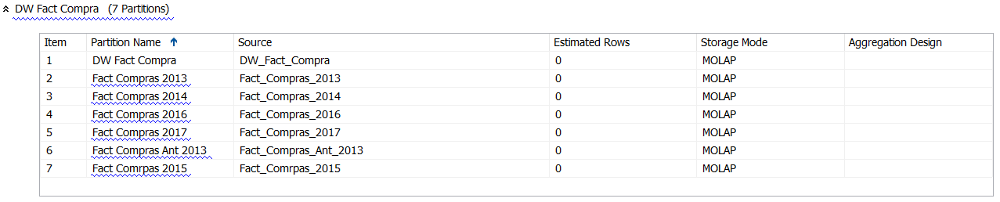 DW Fact Compra (7 Partitions)
Item Partition Name Source Estimated Rows Storage Mode Aggregation Design
1 DW Fact Compra DW_Fact_Compra 0 MOLAP
2 Fact Compras 2013 Fact_Compras_2013 0 MOLAP
3 Fact Compras 2014 Fact_Compras_2014 0 MOLAP
4 Fact Compras 2016 Fact_Compras_2016 0 MOLAP
5 Fact Compras 2017 Fact_Compras_2017 0 MOLAP
6 Fact Compras Ant 2013 Fact_Compras_Ant_2013 0 MOLAP
7 Fact Comrpas 2015 Fact_Comrpas_2015 0 MOLAP